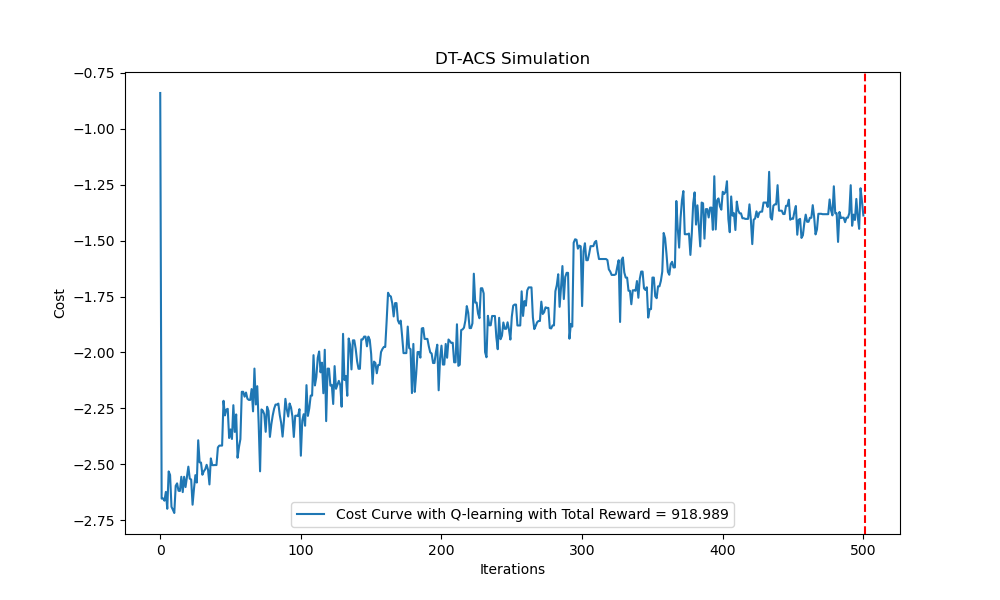 DT-ACS Simulation
−0.75
−1.00
−1.25
−1.50
−1.75
−2.00
−2.25
−2.50
−2.75
Cost
Cost Curve with Q-learning with Total Reward = 918.989
0 100 200 300 400 500
Iterations